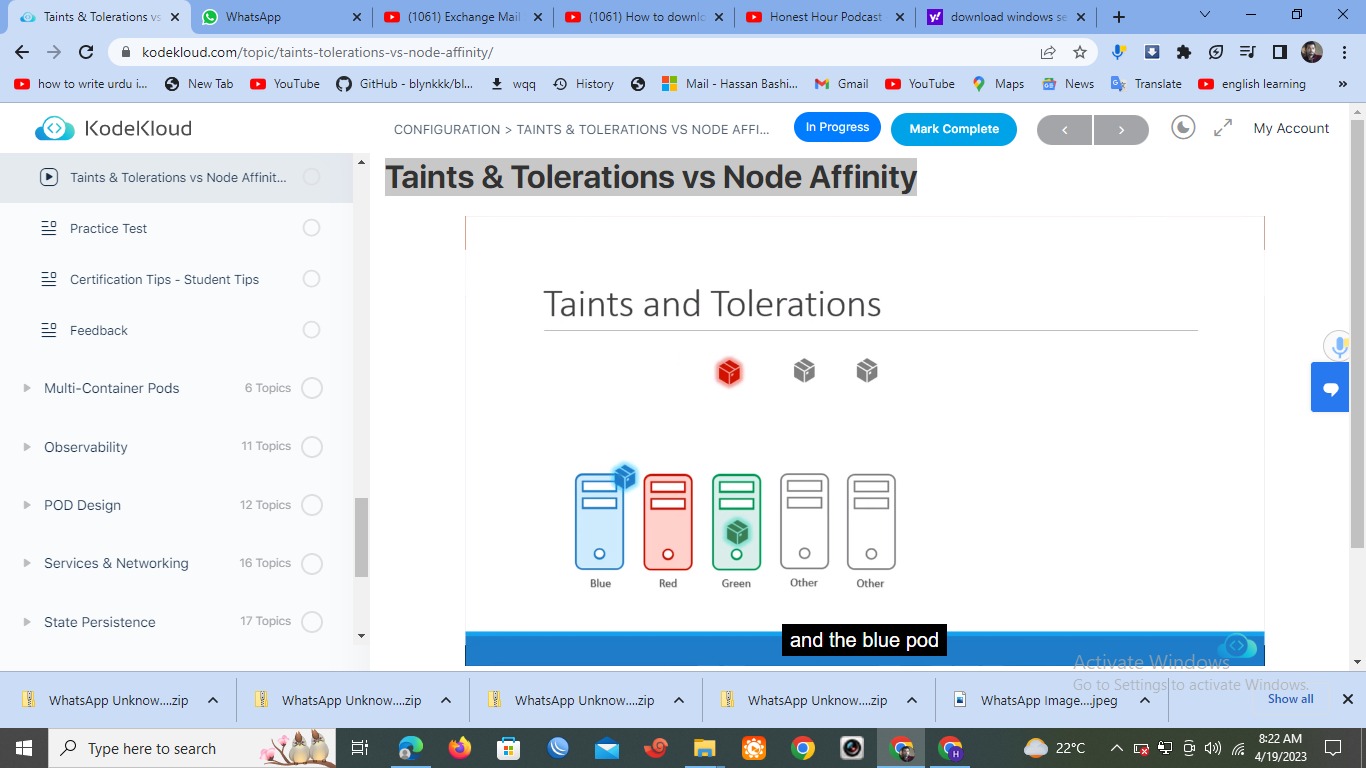 Taints & Tolerations vs
WhatsApp
(1061) Exchange Mail
(1061) How to downlo
Honest Hour Podcast
download windows se
kodekloud.com/topic/taints-tolerations-vs-node-affinity/
how to write urdu i...
New Tab
YouTube
GitHub - blynkkk/bl...
wqq
History
Mail - Hassan Bashi...
Gmail
YouTube
Maps
News
Translate
english learning
»
KodeKloud
CONFIGURATION > TAINTS & TOLERATIONS VS NODE AFFI...
In Progress
Mark Complete
My Account
Taints & Tolerations vs Node Affinit...
Practice Test
Certification Tips - Student Tips
Feedback
Multi-Container Pods 6 Topics
Observability 11 Topics
POD Design 12 Topics
Services & Networking 16 Topics
State Persistence 17 Topics
Taints & Tolerations vs Node Affinity
Taints and Tolerations
Blue Red Green Other Other
and the blue pod
Activate Windows
Go to Settings to activate Windows.
WhatsApp Unknow....zip
WhatsApp Unknow....zip
WhatsApp Unknow....zip
WhatsApp Unknow....zip
WhatsApp Image....jpeg
Show all
Type here to search
22°C
8:22 AM
4/19/2023